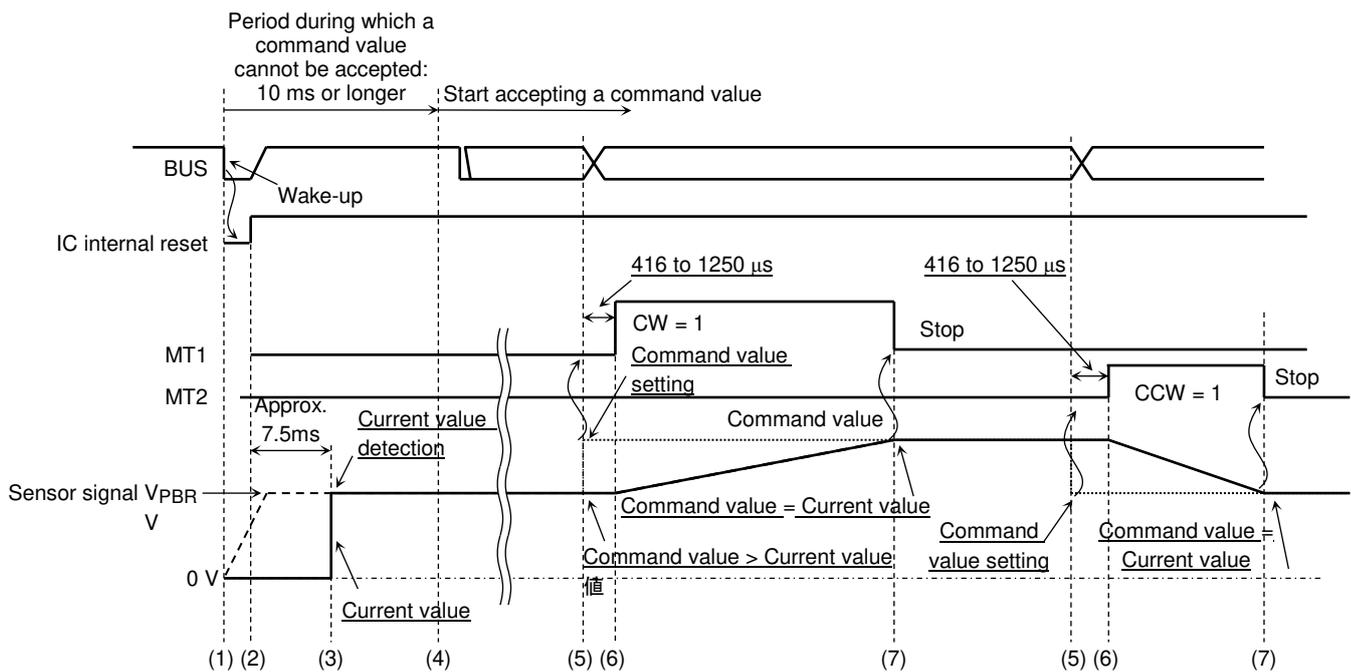 Period during which a
command value
cannot be accepted:
10 ms or longer
Start accepting a command value
BUS
Wake-up
IC internal reset
416 to 1250 μs
416 to 1250 μs
CW = 1
Stop
MT1
Command value
setting
MT2
Stop
CCW = 1
Approx.
7.5ms
Current value
detection
Command value
Sensor signal VPBR
V
Command value = Current value
Command
value setting
Command value =
Current value
Command value > Current value
値
0 V
Current value
(1) (2) (3) (4) (5) (6) (7) (5) (6) (7)